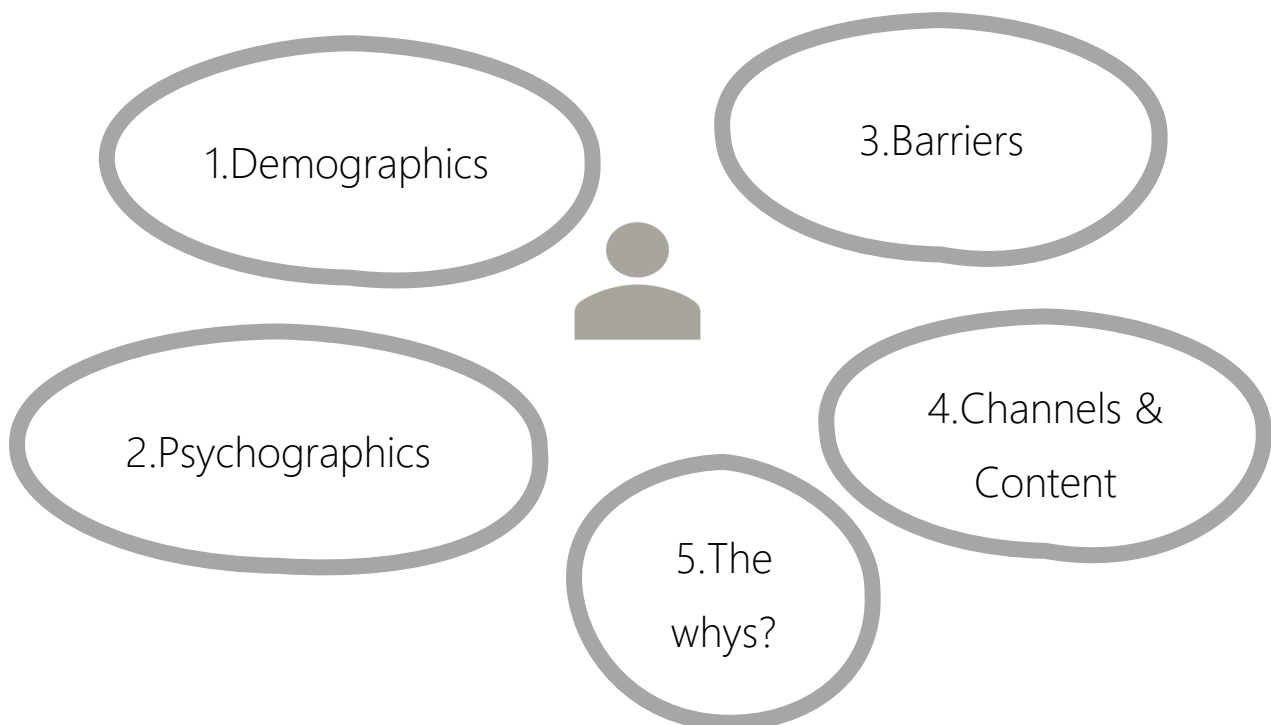 1.Demographics
2.Psychographics
3.Barriers
4.Channels &
Content
5.The
whys?